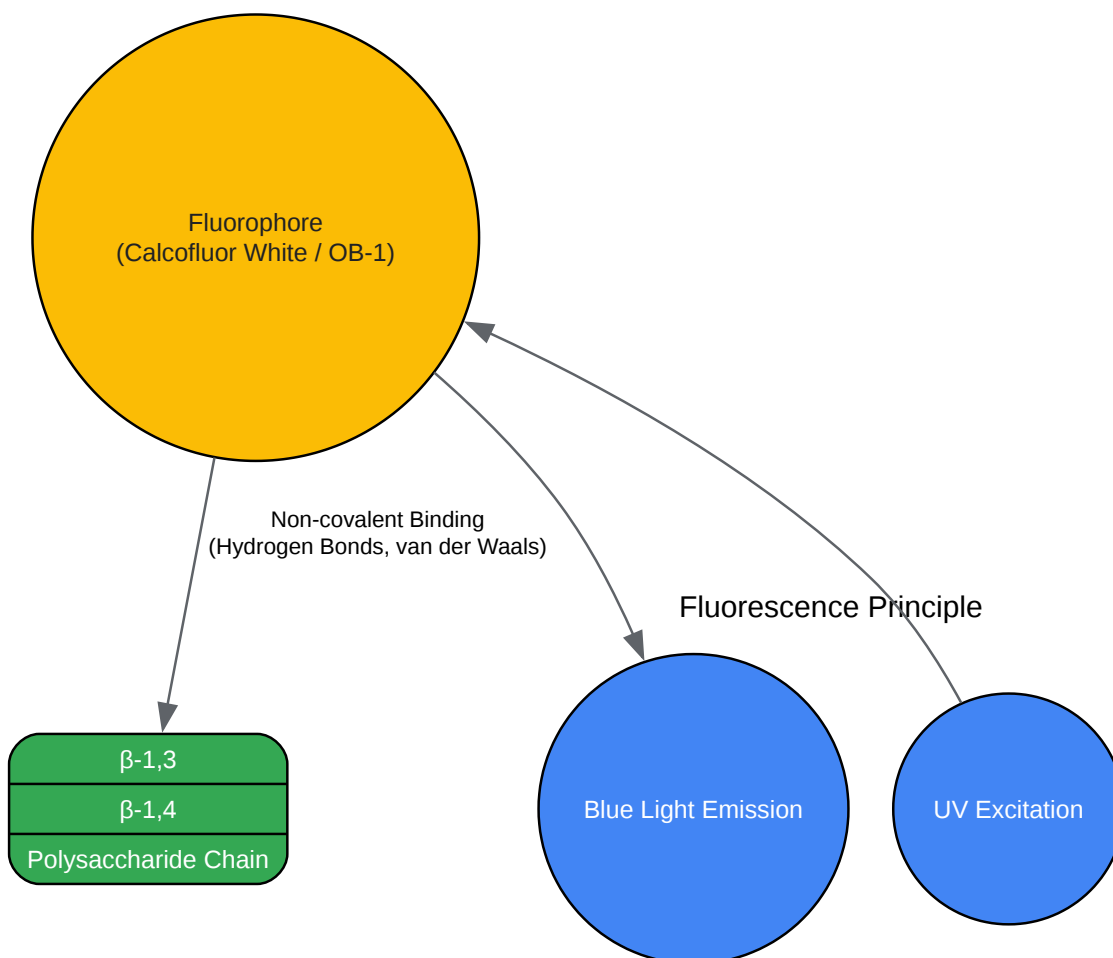 Fluorophore
(Calcofluor White / OB-1)
Non-covalent Binding
(Hydrogen Bonds, van der Waals)
Fluorescence Principle
β-1,3
β-1,4
Polysaccharide Chain
Blue Light Emission
UV Excitation